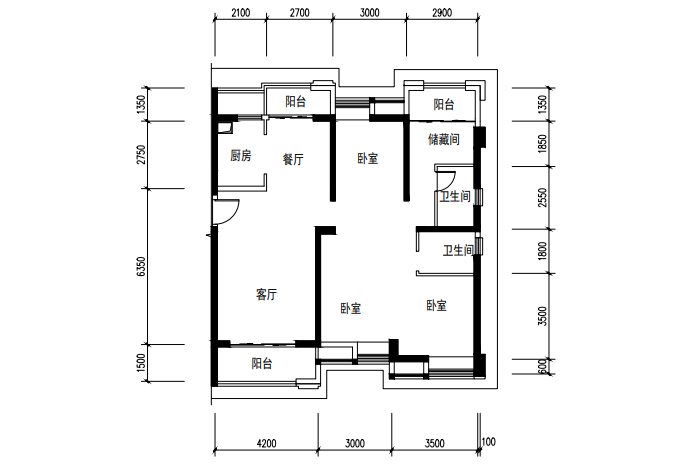 2100 2700 3000 2900
1350
2750
6350
1500
阳台 阳台
储藏间
厨房 餐厅 卧室
卫生间
卫生间
客厅
卧室 卧室
阳台
1350
1850
2550
1800
3500
600
4200 3000 3500 100